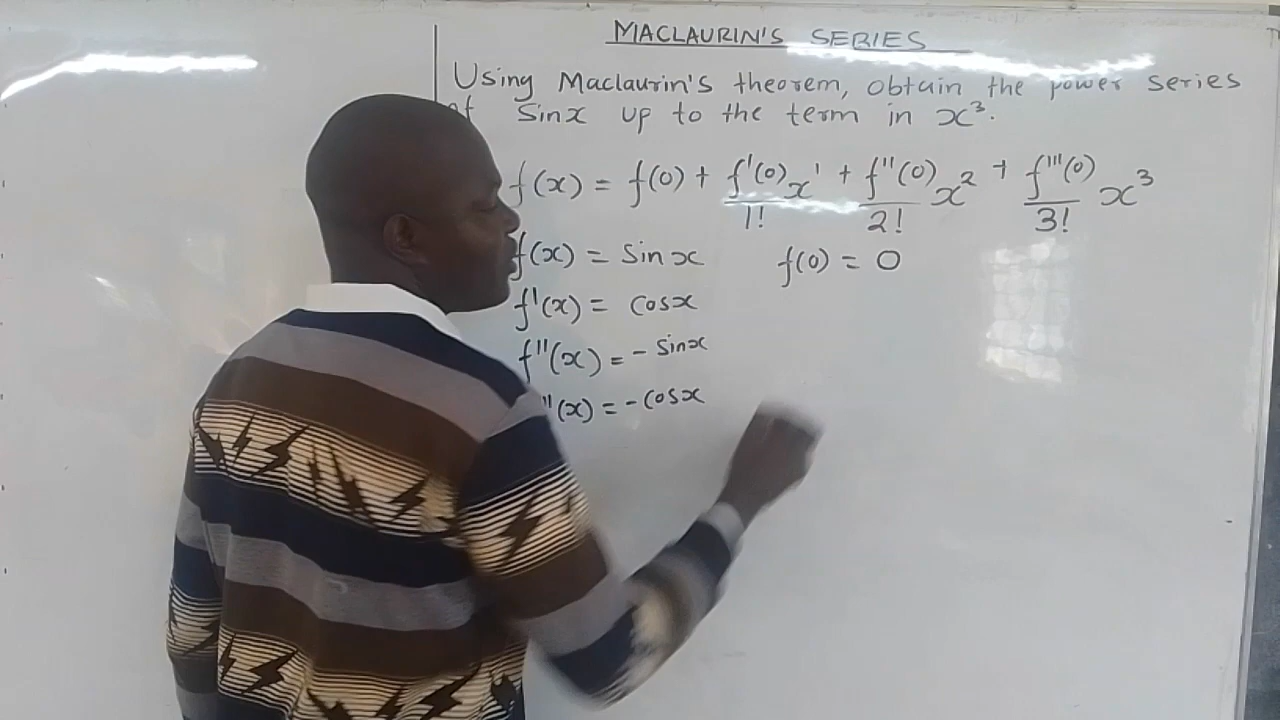 MACLAURIN'S SERIES
Using Maclaurin's theorem, obtain the power series
of Sinx up to the term in x³.
f(x) = f(0) + f'(0)/1! x¹ + f''(0)/2! x² + f'''(0)/3! x³
f(x) = Sinx f(0) = 0
f'(x) = Cosx
f''(x) = - Sinx
''(x) = - Cosx